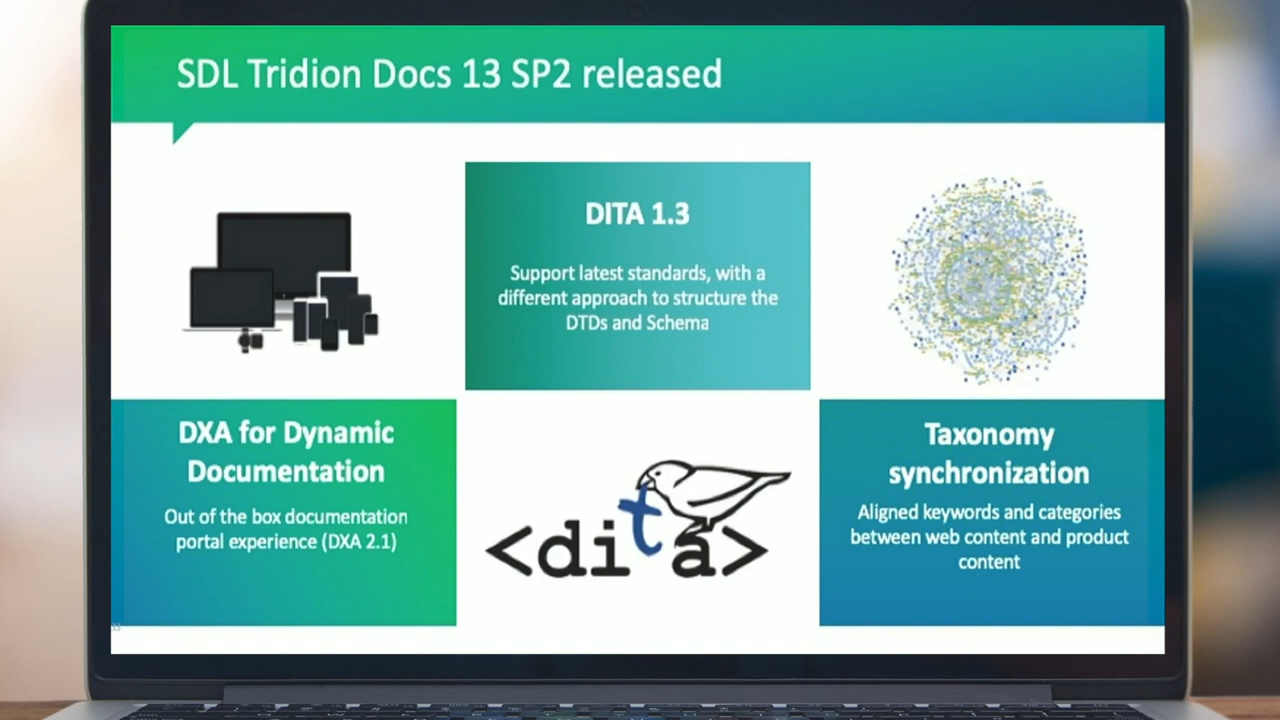 SDL Tridion Docs 13 SP2 released
DITA 1.3
Support latest standards, with a
different approach to structure the
DTDs and Schema
DXA for Dynamic
Documentation
Out of the box documentation
portal experience (DXA 2.1)
<dita>
Taxonomy
synchronization
Aligned keywords and categories
between web content and product
content